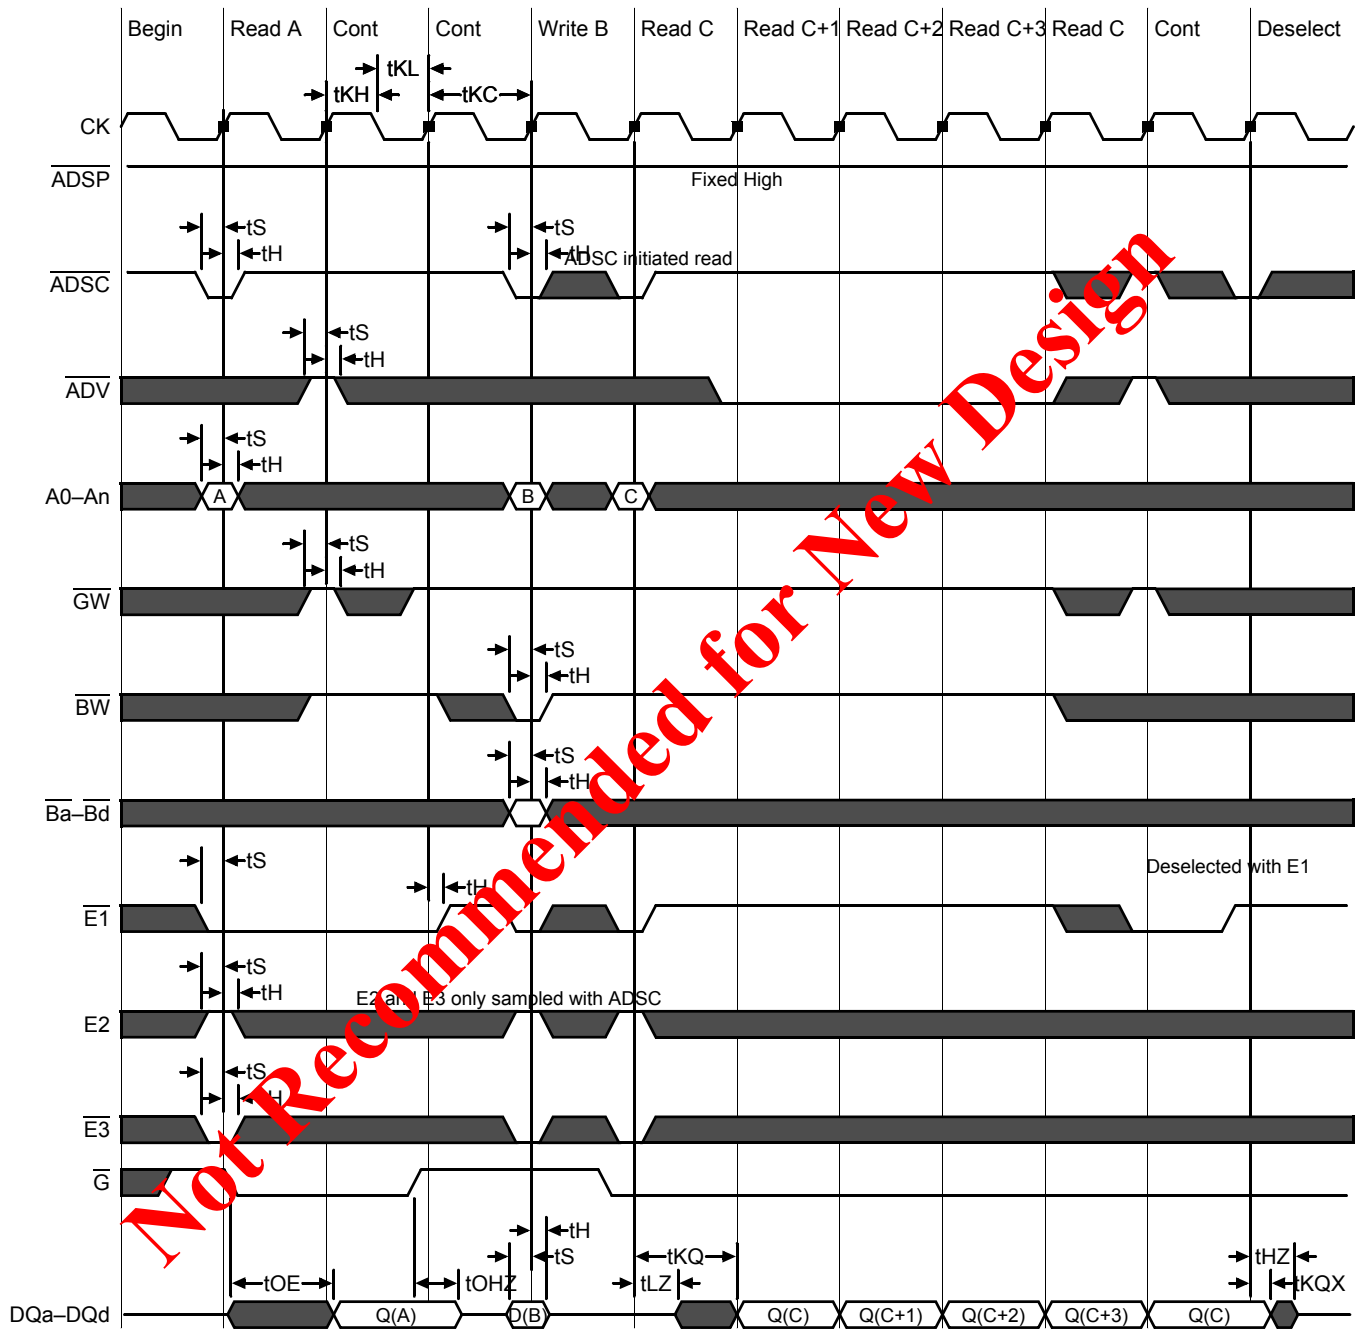 Begin Read A Cont Cont Write B Read C Read C+1 Read C+2 Read C+3 Read C Cont Deselect
tKL
tKH tKC
CK
ADSP
Fixed High
tS tS
tH tH
ADSC initiated read
ADSC
tS
tH
ADV
tS
tH
A0–An A B C
tS
tH
GW
tS
tH
BW
tS
tH
Ba–Bd
tS
Deselected with E1
tH
E1
tS
tH
E2 and E3 only sampled with ADSC
E2
tS
tH
E3
G
tH
tS tKQ tHZ
tOE tOHZ tLZ tKQX
DQa–DQd Q(A) D(B) Q(C) Q(C+1) Q(C+2) Q(C+3) Q(C)
Not Recommended for New Design